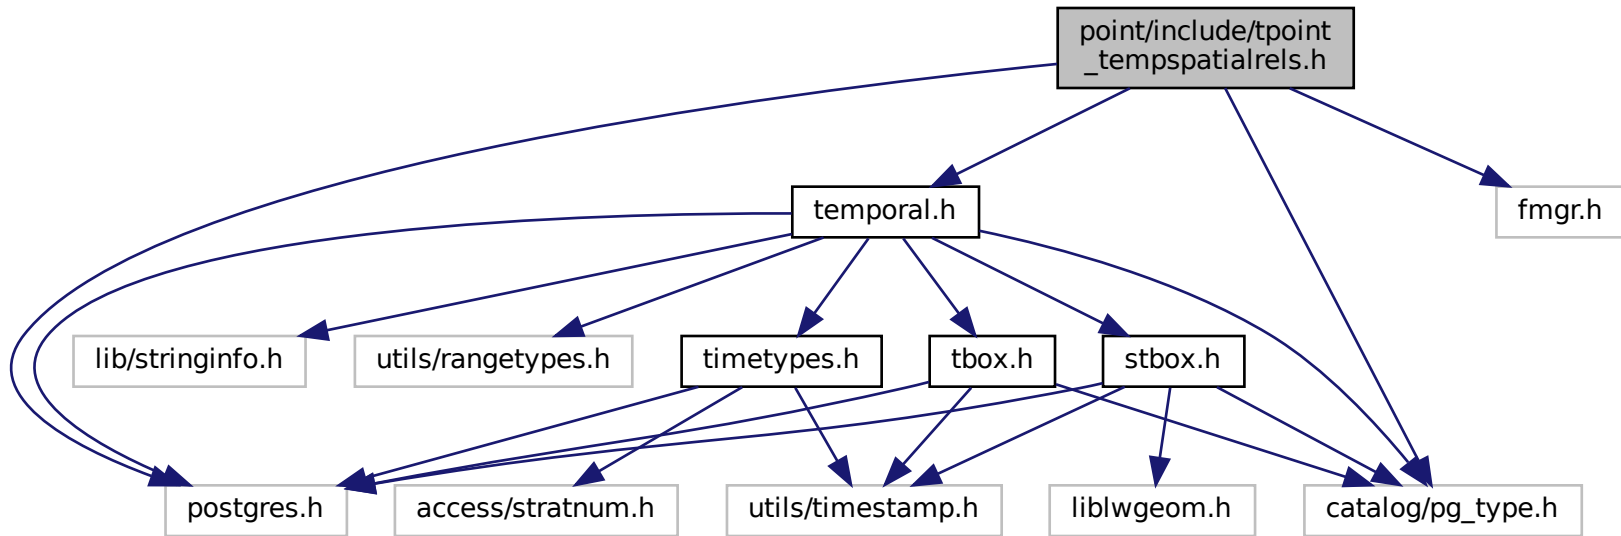 point/include/tpoint
_tempspatialrels.h
temporal.h
fmgr.h
lib/stringinfo.h
utils/rangetypes.h
timetypes.h
tbox.h
stbox.h
postgres.h
access/stratnum.h
utils/timestamp.h
liblwgeom.h
catalog/pg_type.h